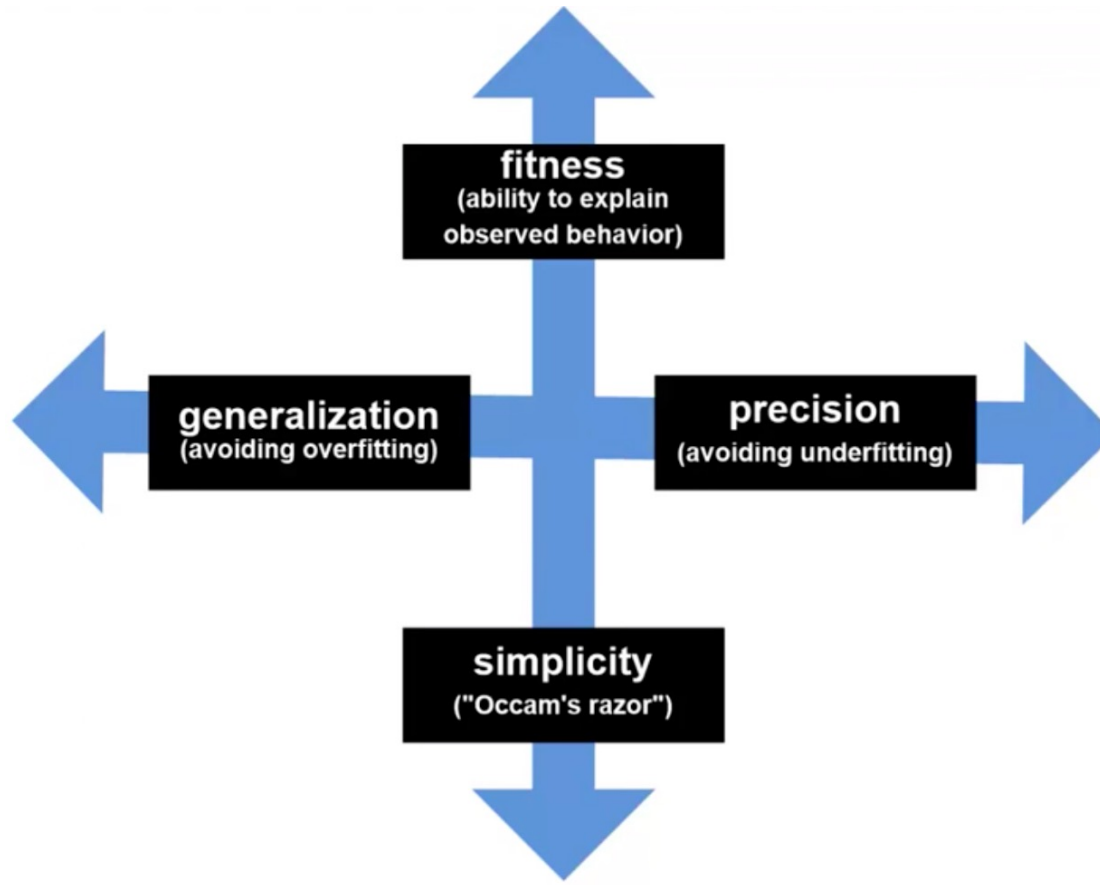 fitness
(ability to explain
observed behavior)
generalization
(avoiding overfitting)
precision
(avoiding underfitting)
simplicity
("Occam's razor")